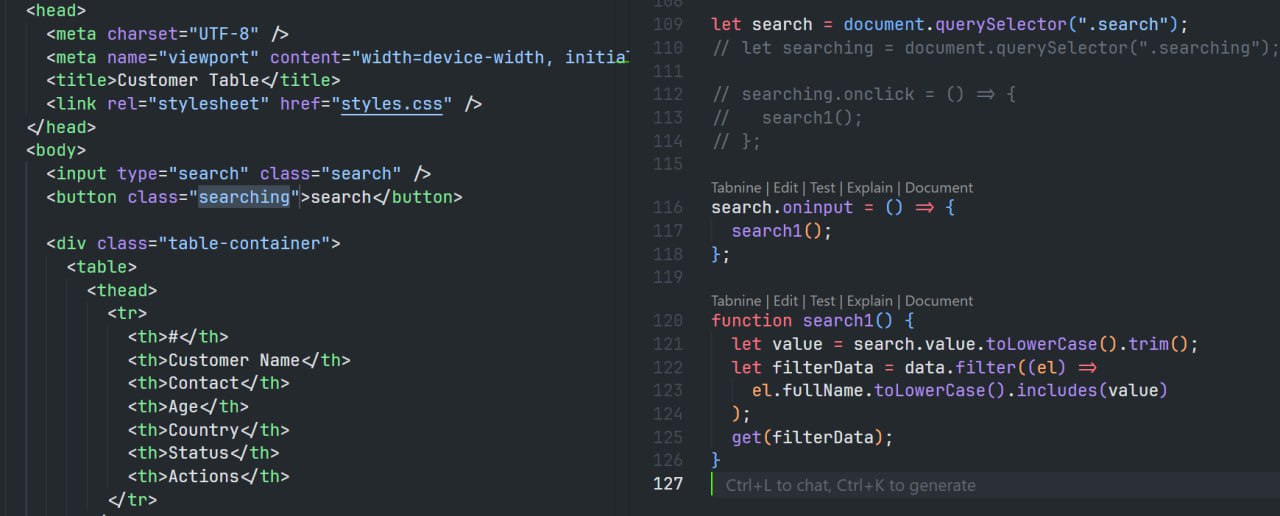 <head>
<meta charset="UTF-8" />
<meta name="viewport" content="width=device-width, initial
<title>Customer Table</title>
<link rel="stylesheet" href="styles.css" />
</head>
<body>
<input type="search" class="search" />
<button class="searching">search</button>
<div class="table-container">
<table>
<thead>
<tr>
<th>#</th>
<th>Customer Name</th>
<th>Contact</th>
<th>Age</th>
<th>Country</th>
<th>Status</th>
<th>Actions</th>
</tr>
108
109 let search = document.querySelector(".search");
110 // let searching = document.querySelector(".searching");
111
112 // searching.onclick = () => {
113 //   search1();
114 // };
115
Tabnine | Edit | Test | Explain | Document
116 search.oninput = () => {
117   search1();
118 };
119
Tabnine | Edit | Test | Explain | Document
120 function search1() {
121   let value = search.value.toLowerCase().trim();
122   let filterData = data.filter((el) =>
123     el.fullName.toLowerCase().includes(value)
124   );
125   get(filterData);
126 }
127 Ctrl+L to chat, Ctrl+K to generate